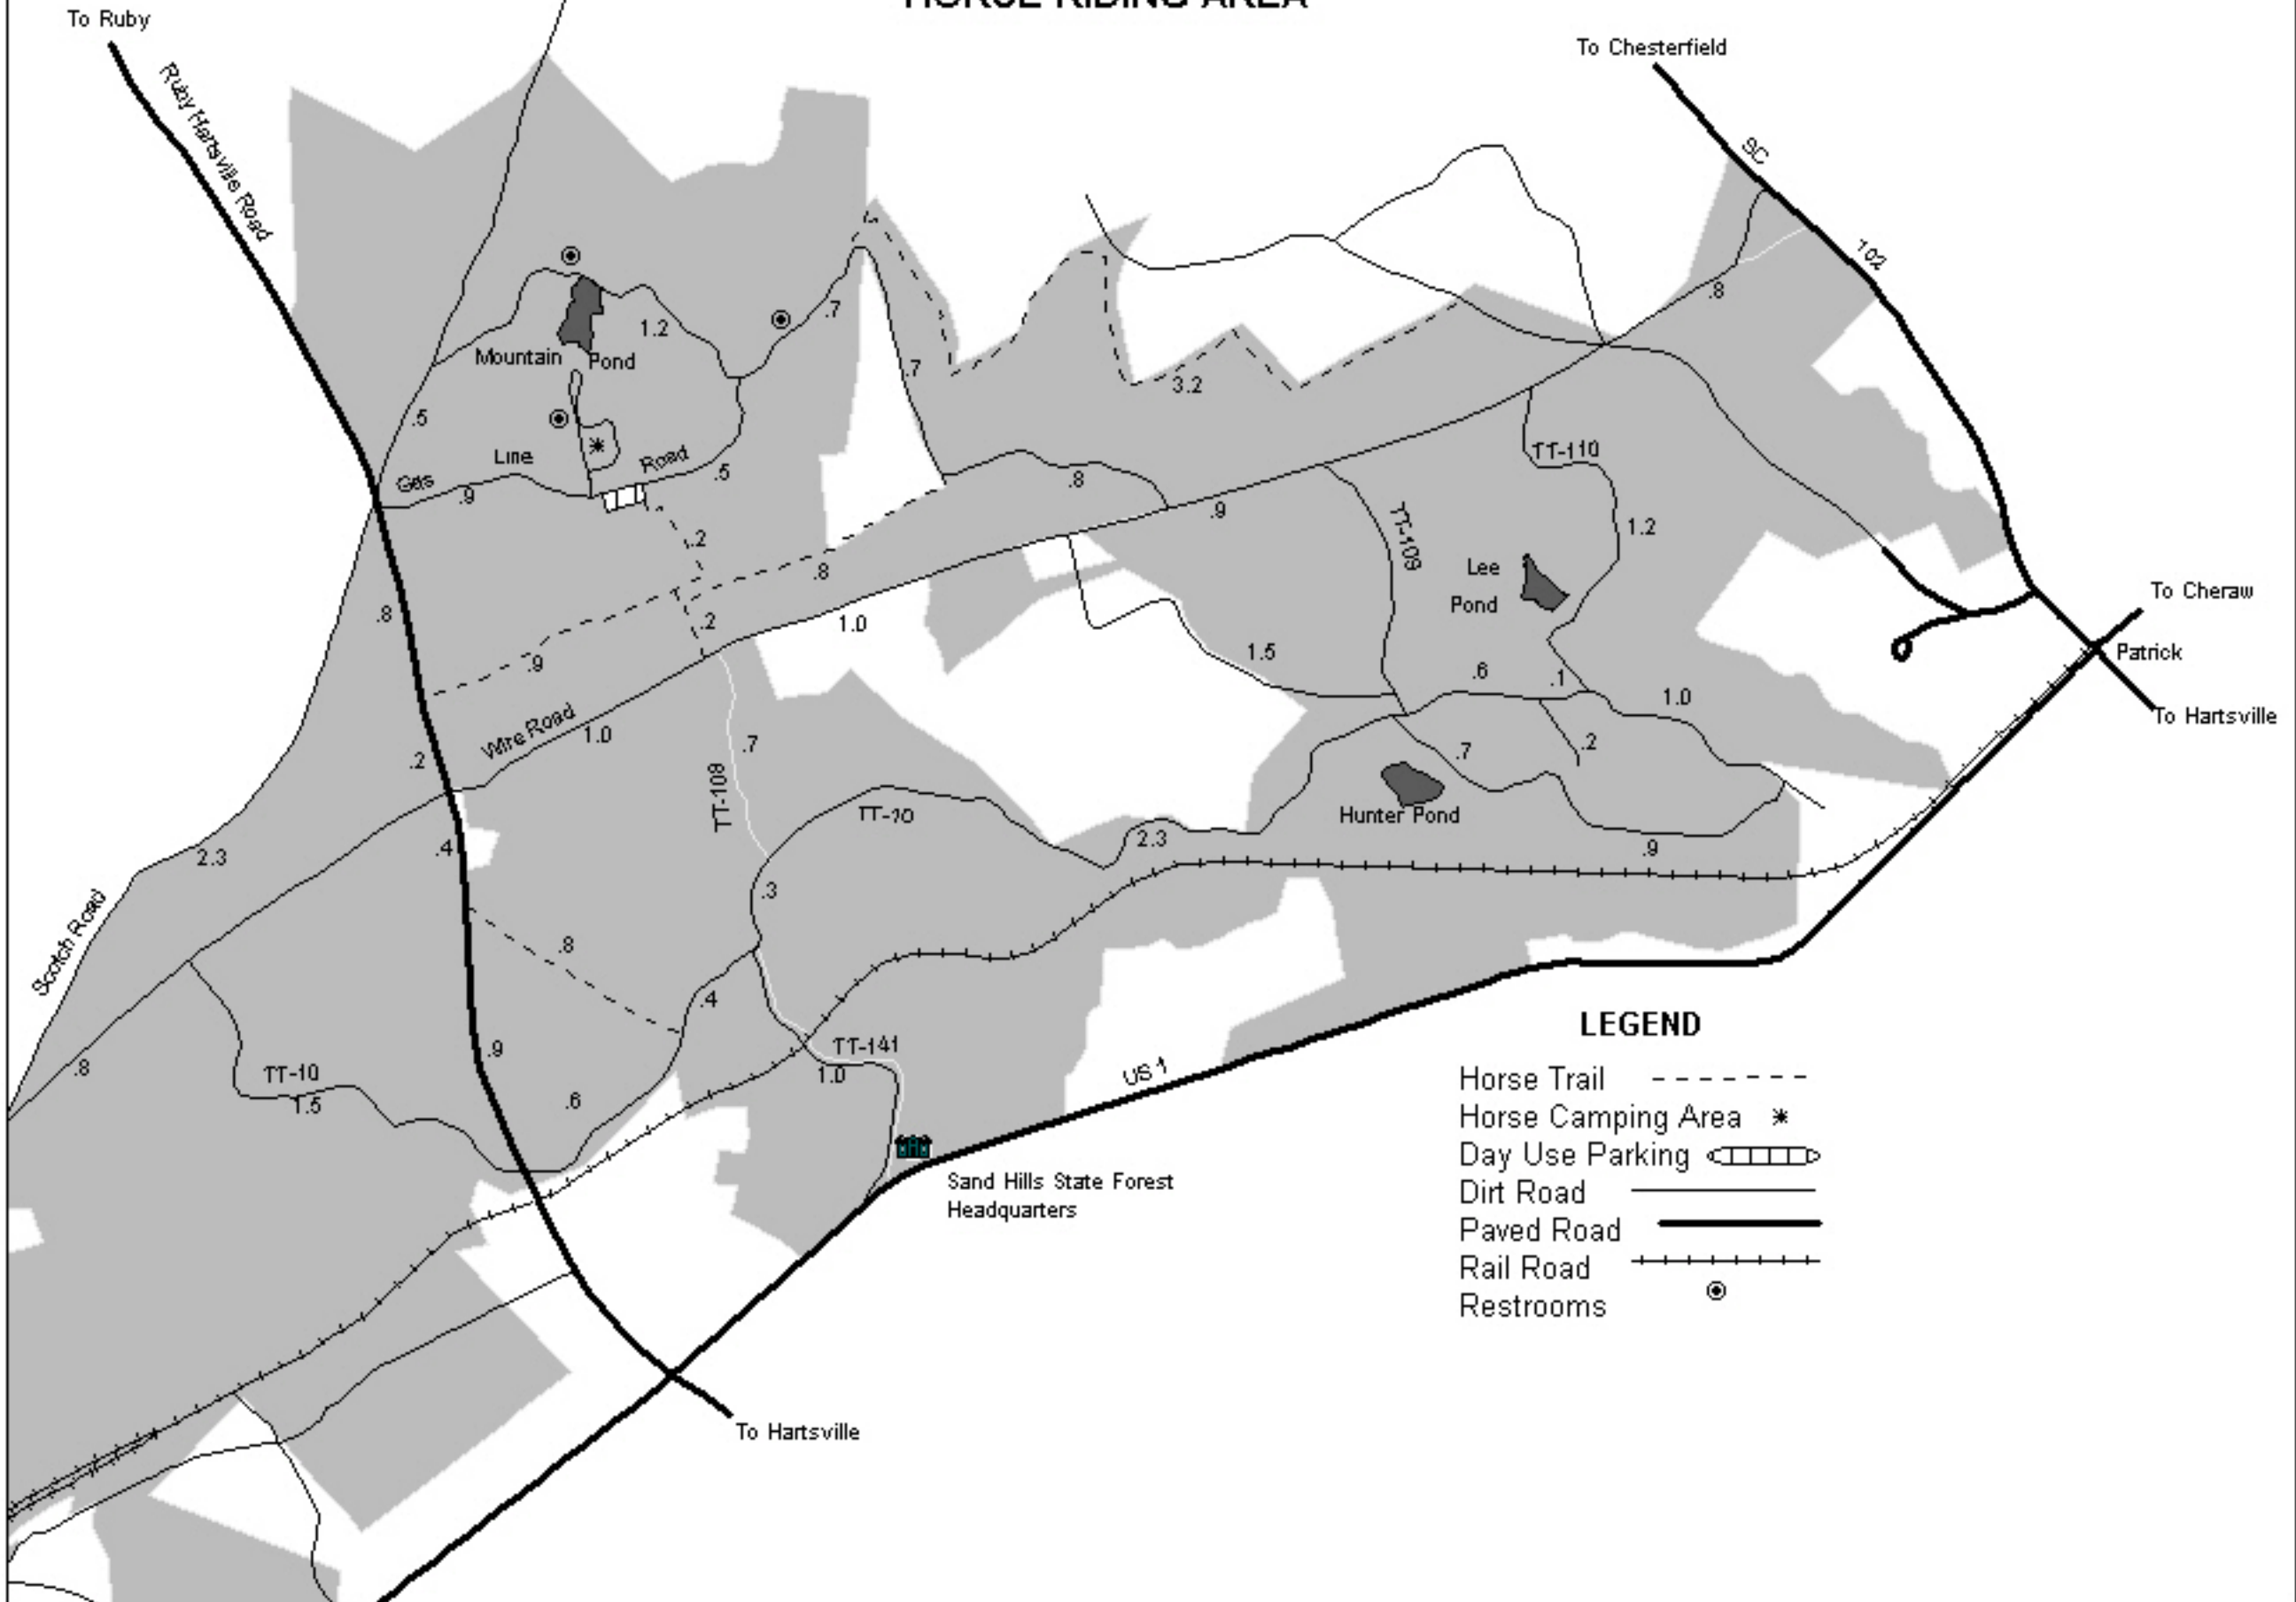 HORSE RIDING AREA
To Ruby
To Chesterfield
Ruby Hartsville Road
SC
102
.7
1.2
.8
Mountain Pond
.7
3.2
.5
Gas Line Road
.9
.5
.8
TT-110
.9
TT-109
1.2
.2
.8
Lee
Pond
To Cheraw
.8
.2
1.0
Patrick
.9
1.5
.6
.1
1.0
To Hartsville
Wire Road
1.0
.7
.2
.7
.2
TT-108
TT-70
Hunter Pond
2.3
.4
2.3
.9
.3
Scotch Road
.8
.4
.9
TT-141
1.0
.8
TT-10
1.5
.6
US 1
Sand Hills State Forest
Headquarters
To Hartsville
LEGEND
Horse Trail
Horse Camping Area
Day Use Parking
Dirt Road
Paved Road
Rail Road
Restrooms